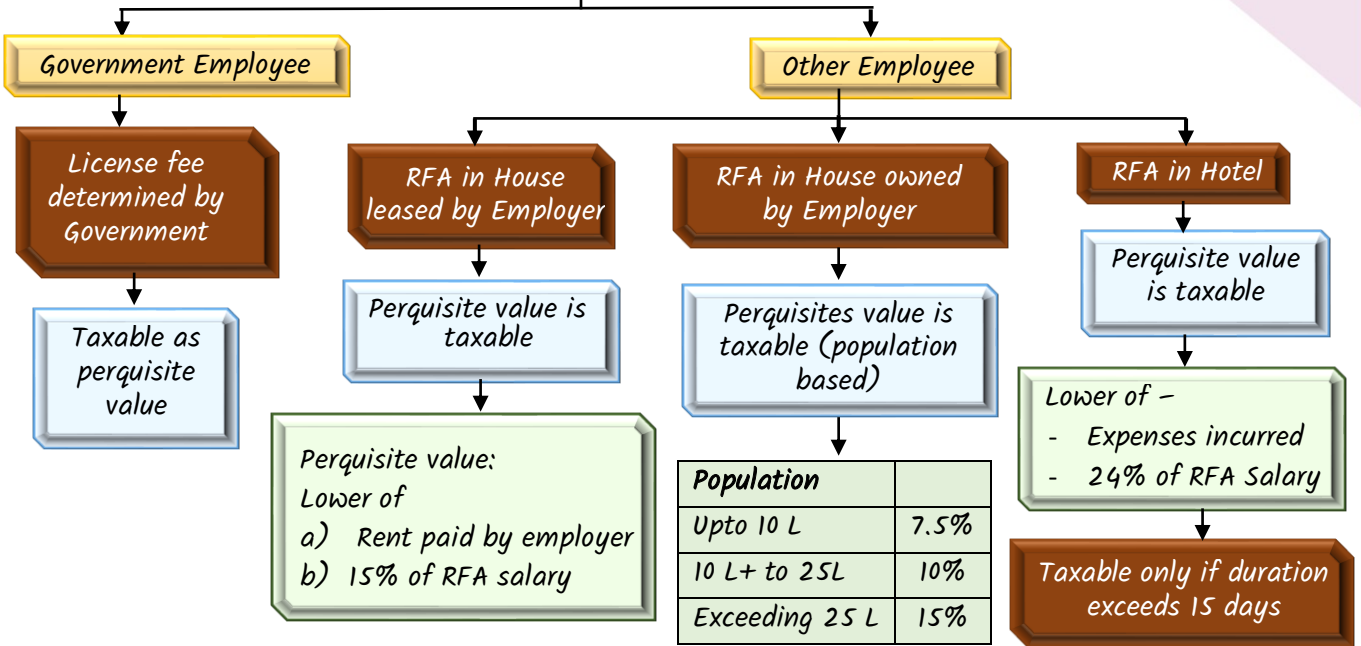 Government Employee
Other Employee
License fee
determined by
Government
Taxable as
perquisite
value
RFA in House
leased by Employer
Perquisite value is
taxable
Perquisite value:
Lower of
a) Rent paid by employer
b) 15% of RFA salary
RFA in House owned
by Employer
Perquisites value is
taxable (population
based)
Population
Upto 10 L 7.5%
10 L+ to 25L 10%
Exceeding 25 L 15%
RFA in Hotel
Perquisite value
is taxable
Lower of –
- Expenses incurred
- 24% of RFA Salary
Taxable only if duration
exceeds 15 days